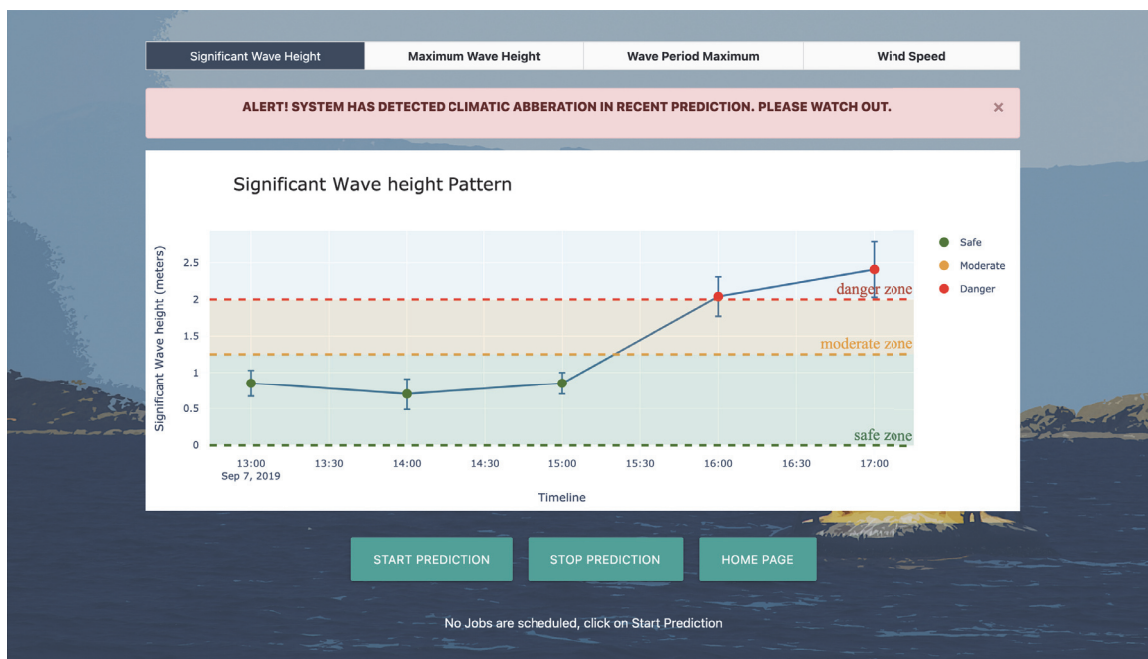 Significant Wave Height
Maximum Wave Height
Wave Period Maximum
Wind Speed
ALERT! SYSTEM HAS DETECTED CLIMATIC ABBERATION IN RECENT PREDICTION. PLEASE WATCH OUT. ×
Significant Wave height Pattern
Significant Wave height (meters)
2.5
2
1.5
1
0.5
0
danger zone
moderate zone
safe zone
Safe
Moderate
Danger
13:00 13:30 14:00 14:30 15:00 15:30 16:00 16:30 17:00
Sep 7, 2019
Timeline
START PREDICTION
STOP PREDICTION
HOME PAGE
No Jobs are scheduled, click on Start Prediction